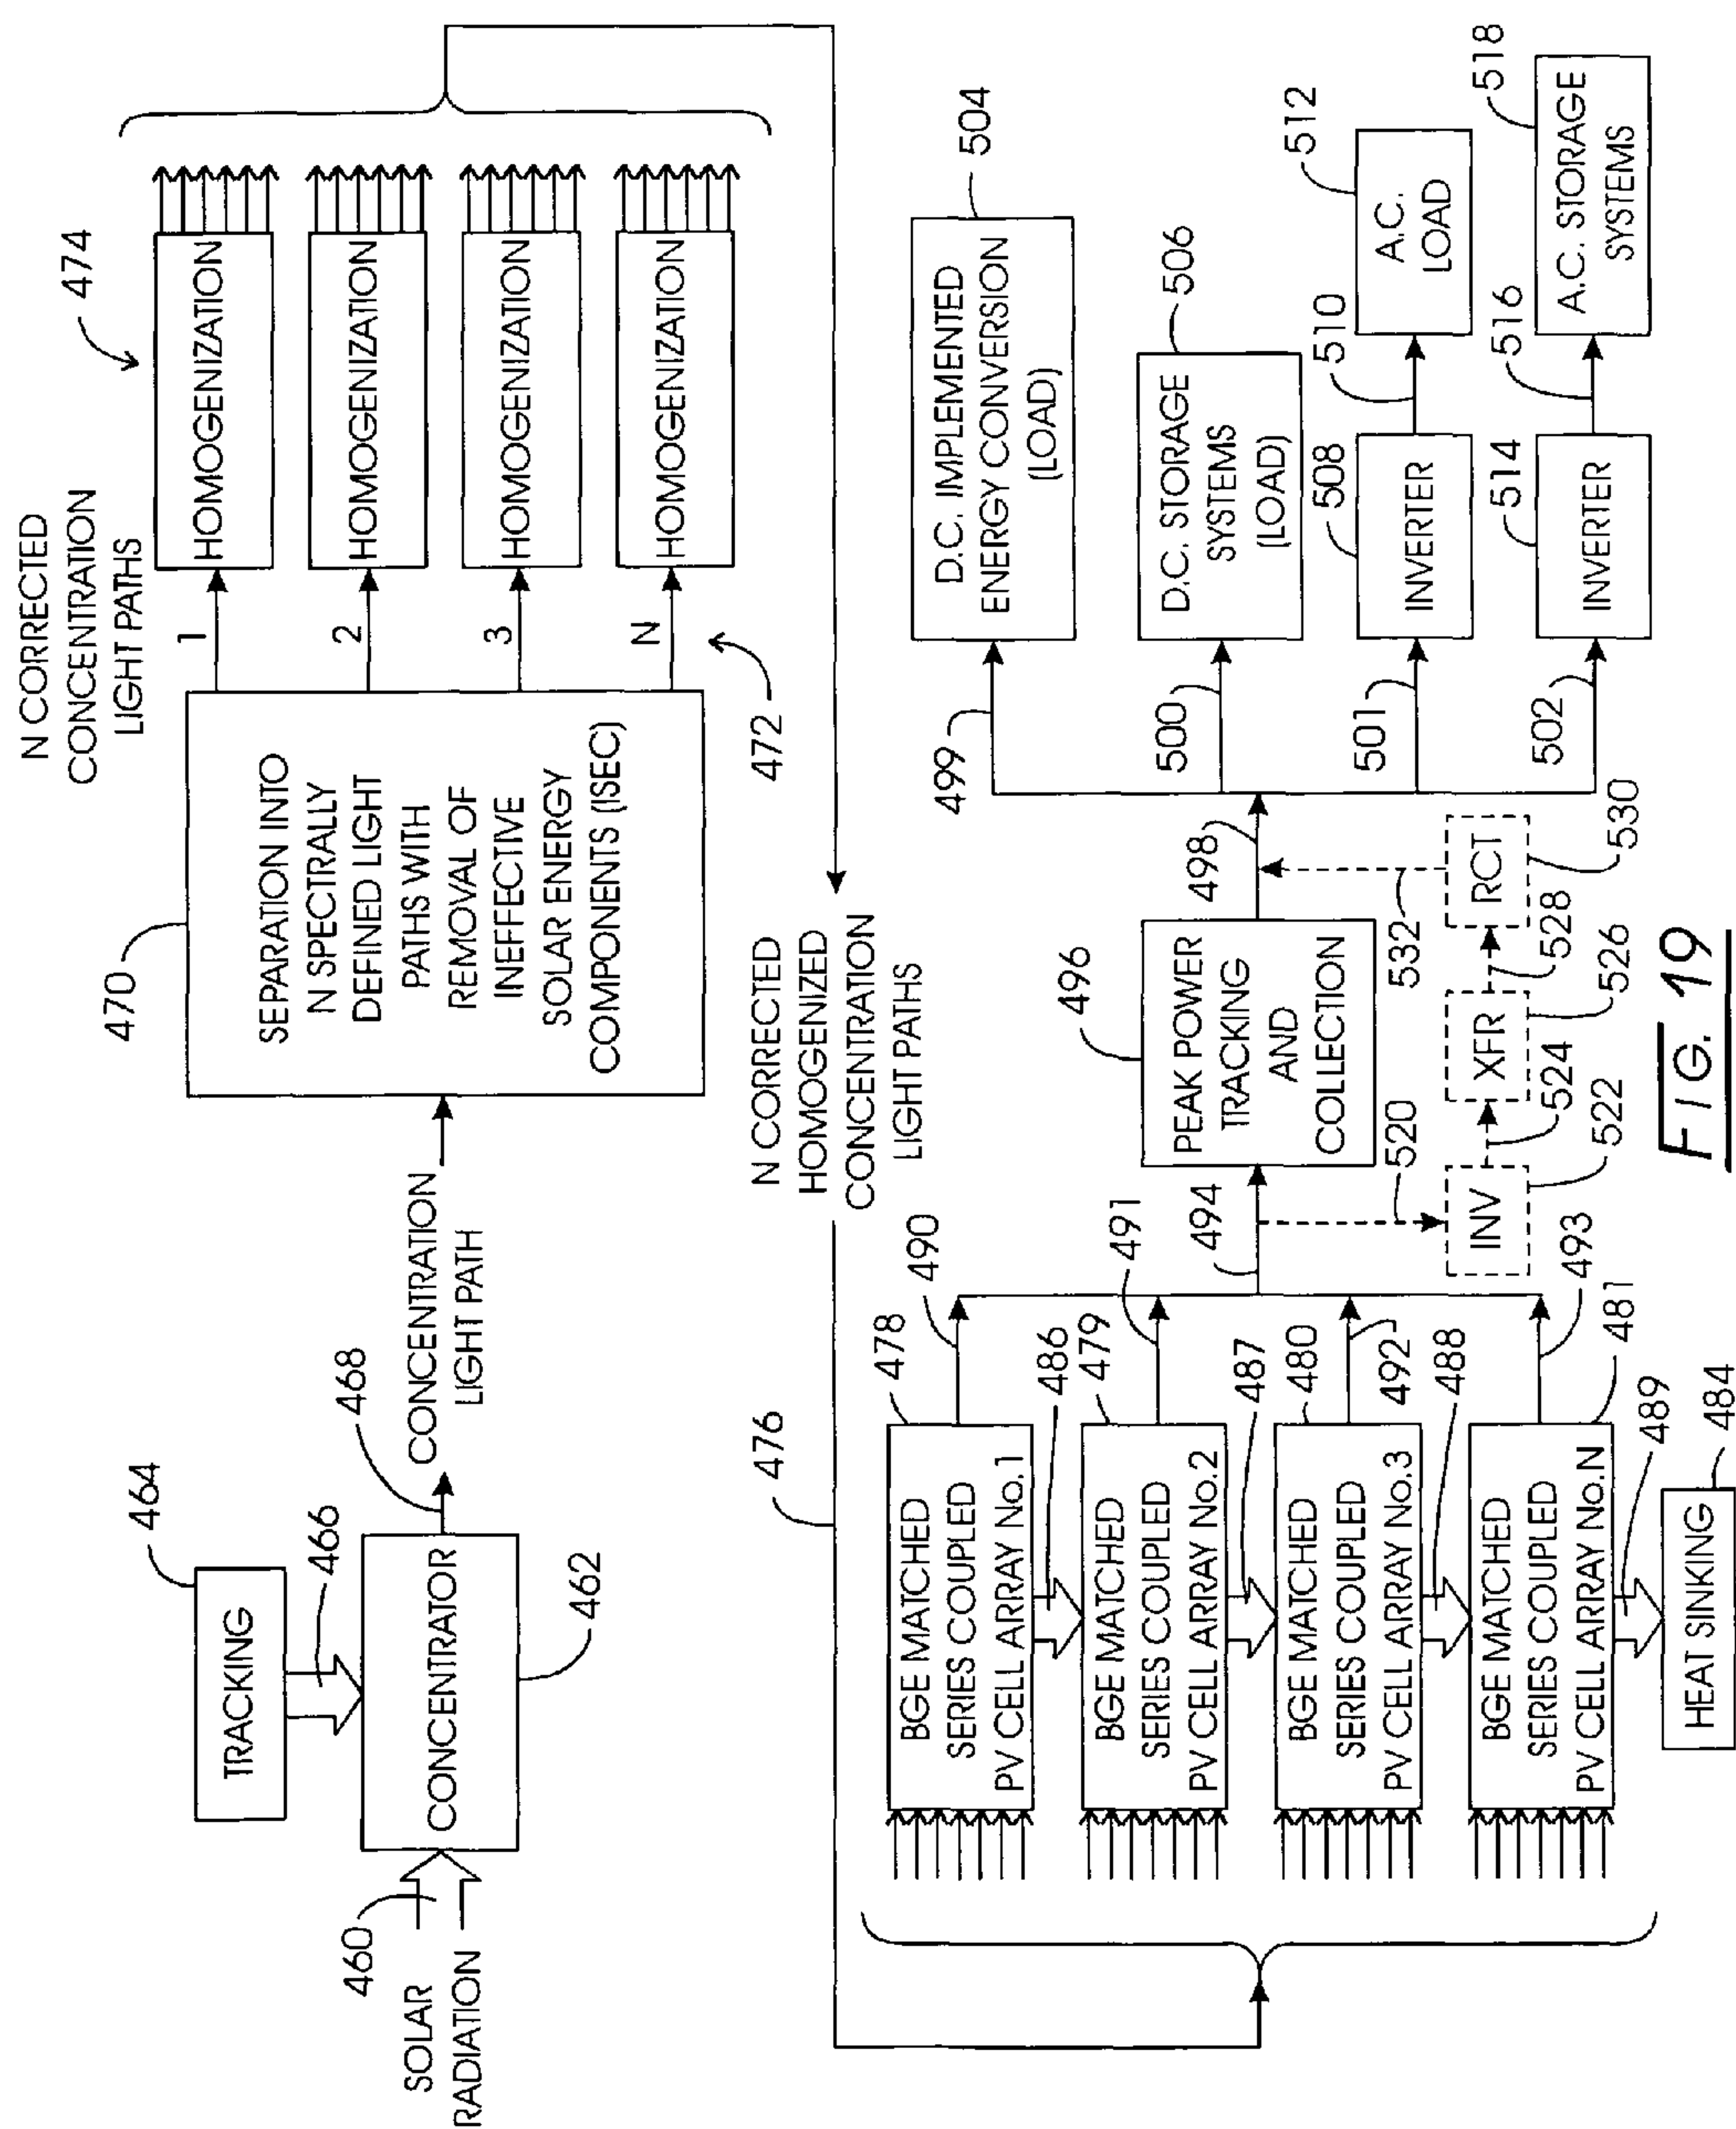 464
TRACKING
466
460
SOLAR
RADIATION
CONCENTRATOR
462
468
CONCENTRATION
LIGHT PATH
470
SEPARATION INTO
N SPECTRALLY
DEFINED LIGHT
PATHS WITH
REMOVAL OF
INEFFECTIVE
SOLAR ENERGY
COMPONENTS (ISEC)
N CORRECTED
CONCENTRATION
LIGHT PATHS
1
2
3
N
472
474
HOMOGENIZATION
HOMOGENIZATION
HOMOGENIZATION
HOMOGENIZATION
476
N CORRECTED
HOMOGENIZED
CONCENTRATION
LIGHT PATHS
BGE MATCHED
SERIES COUPLED
PV CELL ARRAY No.1
478
490
486
BGE MATCHED
SERIES COUPLED
PV CELL ARRAY No.2
479
491
487
BGE MATCHED
SERIES COUPLED
PV CELL ARRAY No.3
480
492
488
BGE MATCHED
SERIES COUPLED
PV CELL ARRAY No.N
481
493
489
HEAT SINKING
484
494
496
PEAK POWER
TRACKING
AND
COLLECTION
498
520
INV
522
524
XFR
526
528
RCT
530
532
499
500
501
502
D.C. IMPLEMENTED
ENERGY CONVERSION
(LOAD)
504
D.C. STORAGE
SYSTEMS
(LOAD)
506
508
INVERTER
510
A.C.
LOAD
512
514
INVERTER
516
A.C. STORAGE
SYSTEMS
518
FIG. 19